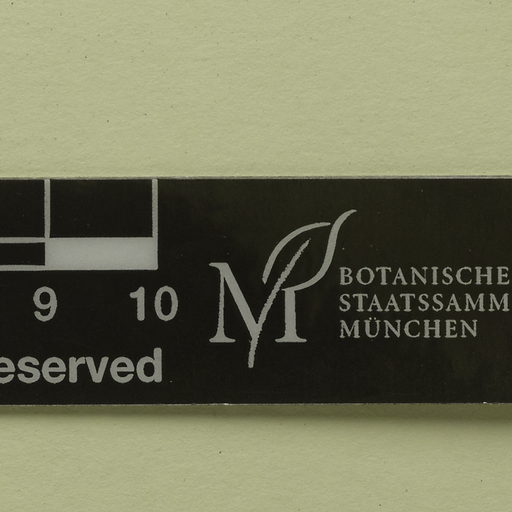 9 10
eserved
BOTANISCHE
STAATSSAMM
MÜNCHEN